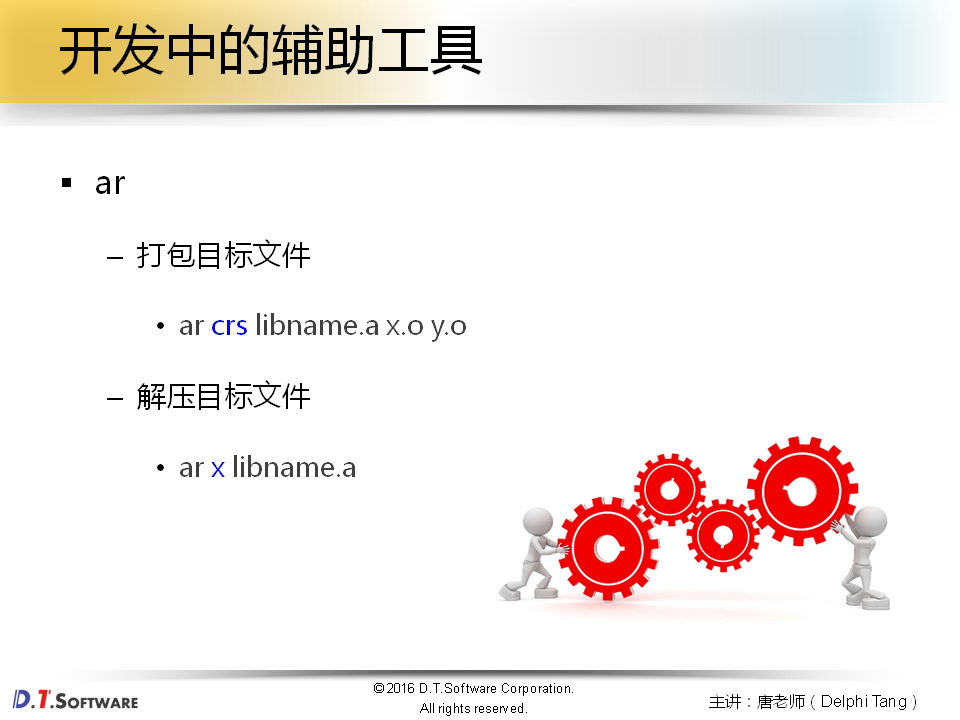 开发中的辅助工具
▪ ar
– 打包目标文件
• ar crs libname.a x.o y.o
– 解压目标文件
• ar x libname.a
D.T.SOFTWARE
©2016 D.T.Software Corporation.
All rights reserved.
主讲：唐老师（Delphi Tang）